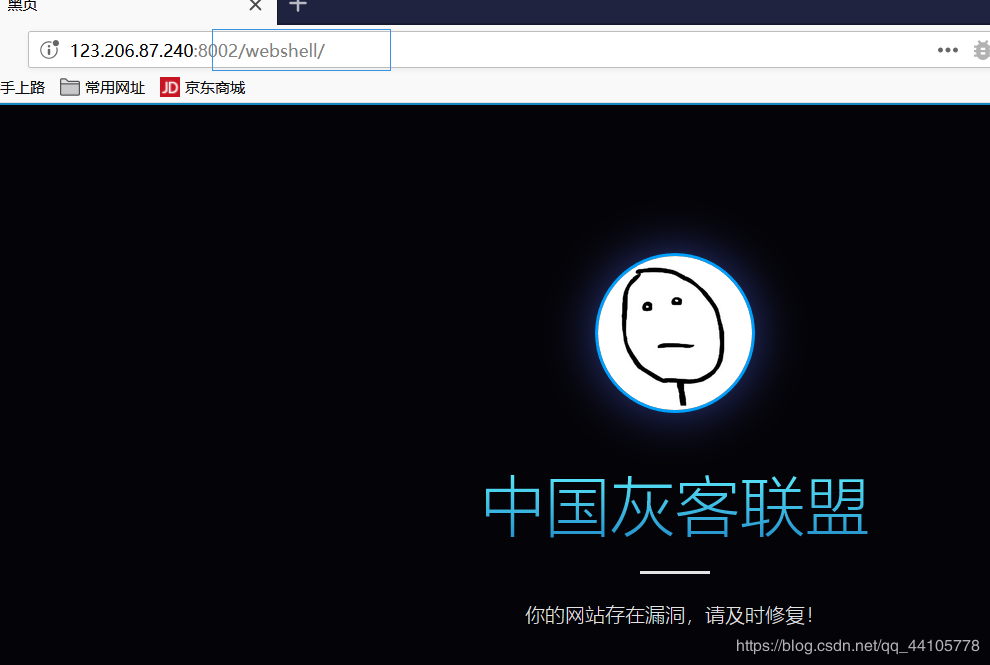 黑页
123.206.87.240:8002/webshell/
手上路 常用网址 JD 京东商城
中国灰客联盟
你的网站存在漏洞，请及时修复！
https://blog.csdn.net/qq_44105778